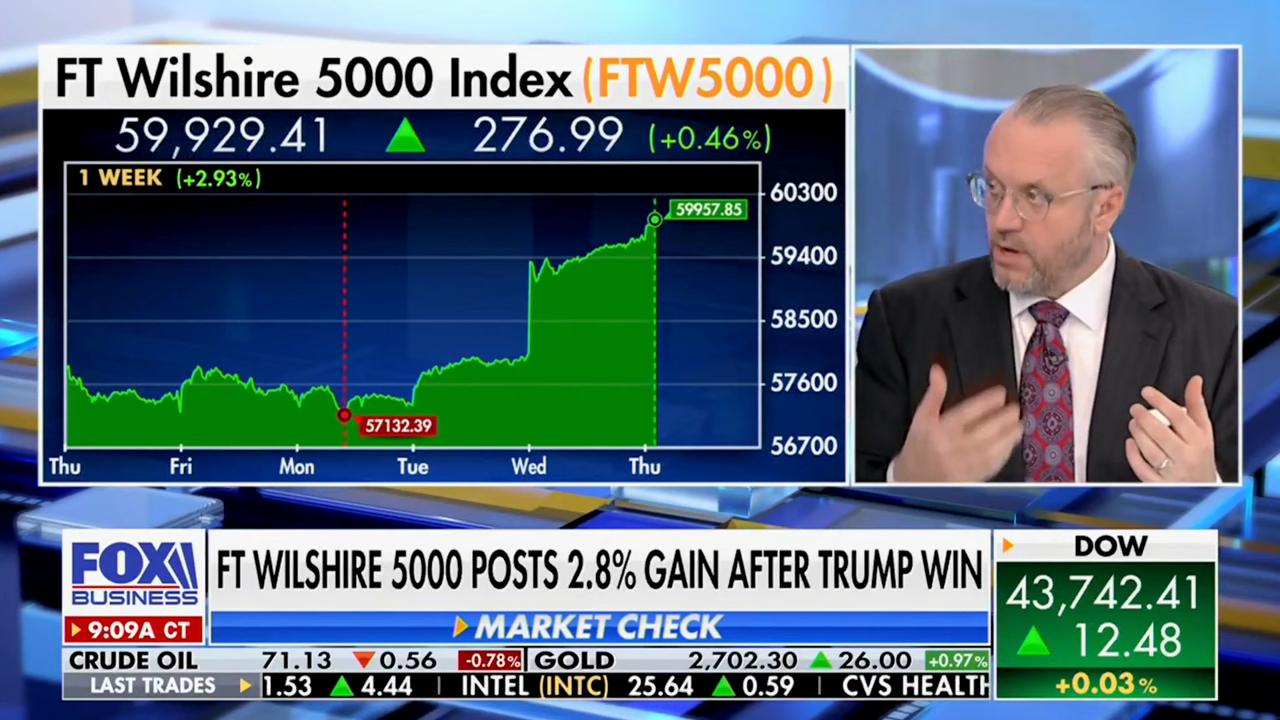 FT Wilshire 5000 Index (FTW5000)
59,929.41 ▲ 276.99 (+0.46%)
1 WEEK (+2.93%)
60300
59957.85
59400
58500
57600
57132.39
56700
Thu Fri Mon Tue Wed Thu
FOX
BUSINESS
9:09A CT
FT WILSHIRE 5000 POSTS 2.8% GAIN AFTER TRUMP WIN
MARKET CHECK
DOW
43,742.41
▲ 12.48
+0.03%
CRUDE OIL 71.13 ▼ 0.56 -0.78% GOLD 2,702.30 ▲ 26.00 +0.97%
LAST TRADES 1.53 ▲ 4.44 | INTEL (INTC) 25.64 ▲ 0.59 | CVS HEALTH